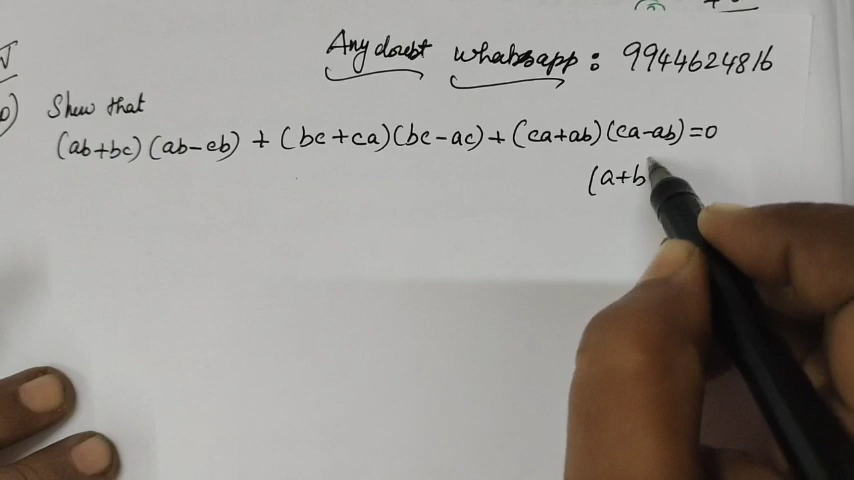 Any doubt whatsapp : 9944624816
Show that
(ab+bc)(ab-cb) + (bc+ca)(bc-ac) + (ca+ab)(ca-ab)=0
(a+b